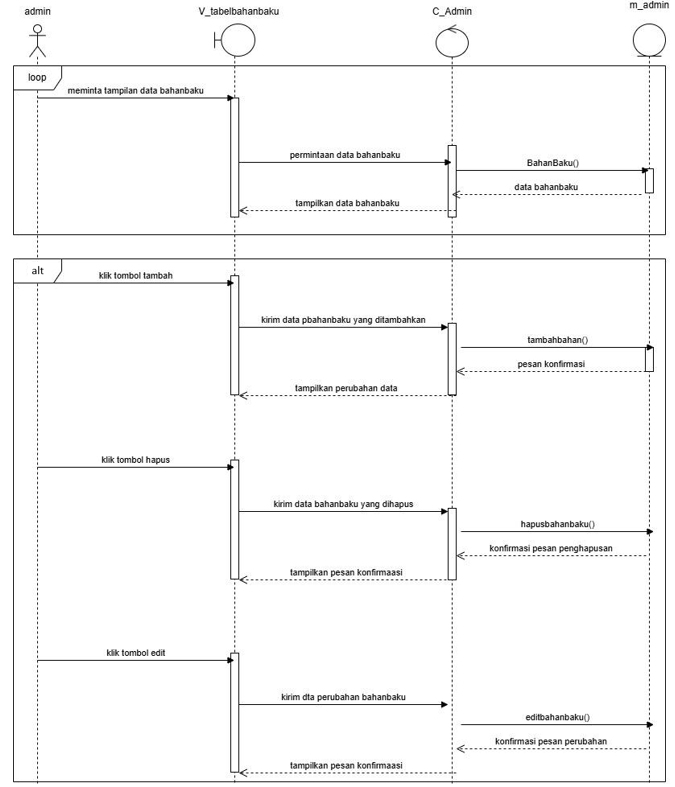 admin
V_tabelbahanbaku
C_Admin
m_admin
loop
meminta tampilan data bahanbaku
permintaan data bahanbaku
BahanBaku()
data bahanbaku
tampilkan data bahanbaku
alt
klik tombol tambah
kirim data pbahanbaku yang ditambahkan
tambahbahan()
pesan konfirmasi
tampilkan perubahan data
klik tombol hapus
kirim data bahanbaku yang dihapus
hapusbahanbaku()
konfirmasi pesan penghapusan
tampilkan pesan konfirmaasi
klik tombol edit
kirim dta perubahan bahanbaku
editbahanbaku()
konfirmasi pesan perubahan
tampilkan pesan konfirmaasi